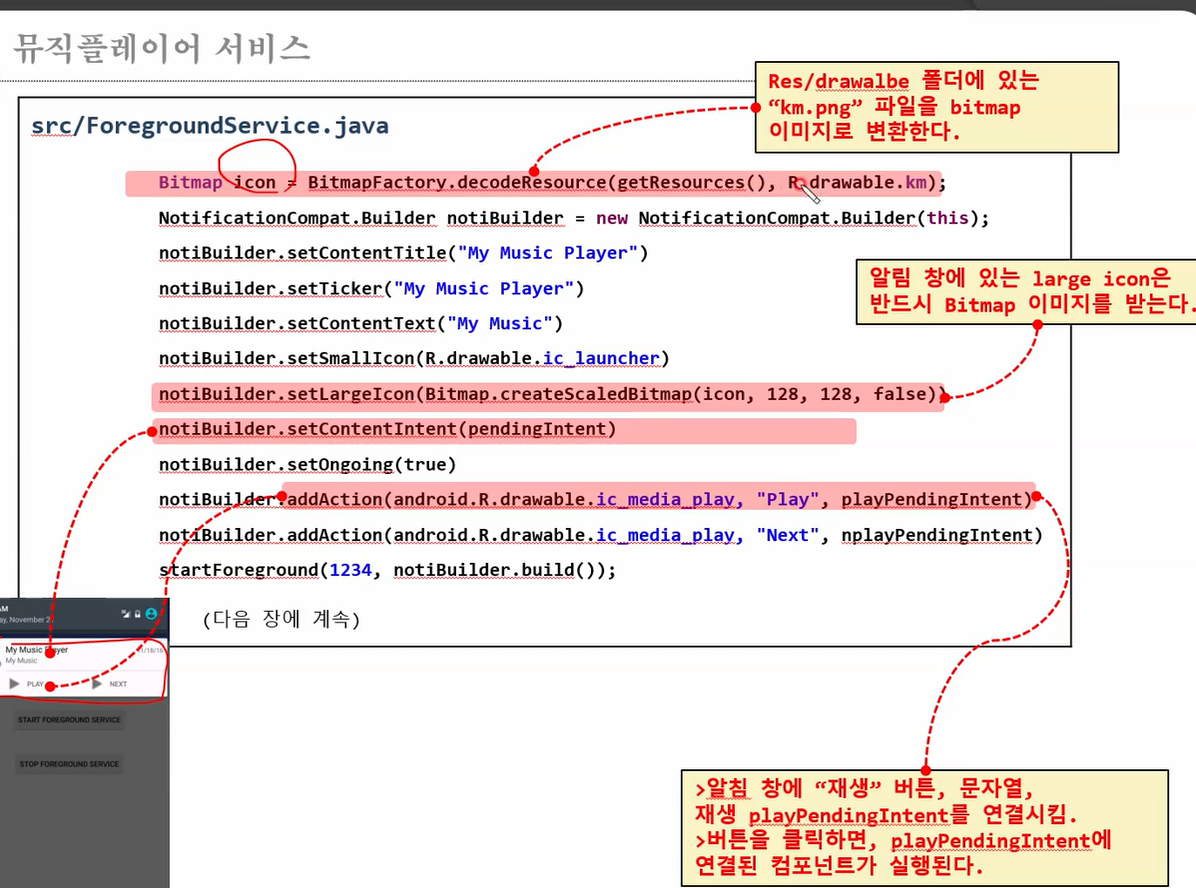 뮤직플레이어 서비스
Res/drawalbe 폴더에 있는
“km.png” 파일을 bitmap
이미지로 변환한다.
src/ForegroundService.java
Bitmap icon = BitmapFactory.decodeResource(getResources(), R.drawable.km);
NotificationCompat.Builder notiBuilder = new NotificationCompat.Builder(this);
notiBuilder.setContentTitle("My Music Player")
알림 창에 있는 large icon은
반드시 Bitmap 이미지를 받는다.
notiBuilder.setTicker("My Music Player")
notiBuilder.setContentText("My Music")
notiBuilder.setSmallIcon(R.drawable.ic_launcher)
notiBuilder.setLargeIcon(Bitmap.createScaledBitmap(icon, 128, 128, false))
notiBuilder.setContentIntent(pendingIntent)
notiBuilder.setOngoing(true)
notiBuilder.addAction(android.R.drawable.ic_media_play, "Play", playPendingIntent)
notiBuilder.addAction(android.R.drawable.ic_media_play, "Next", nplayPendingIntent)
startForeground(1234, notiBuilder.build());
(다음 장에 계속)
AM
ay, November 2
My Music Player
My Music
PLAY NEXT
START FOREGROUND SERVICE
STOP FOREGROUND SERVICE
>알침 창에 “재생” 버튼, 문자열,
재생 playPendingIntent를 연결시킴.
>버튼을 클릭하면, playPendingIntent에
연결된 컴포넌트가 실행된다.